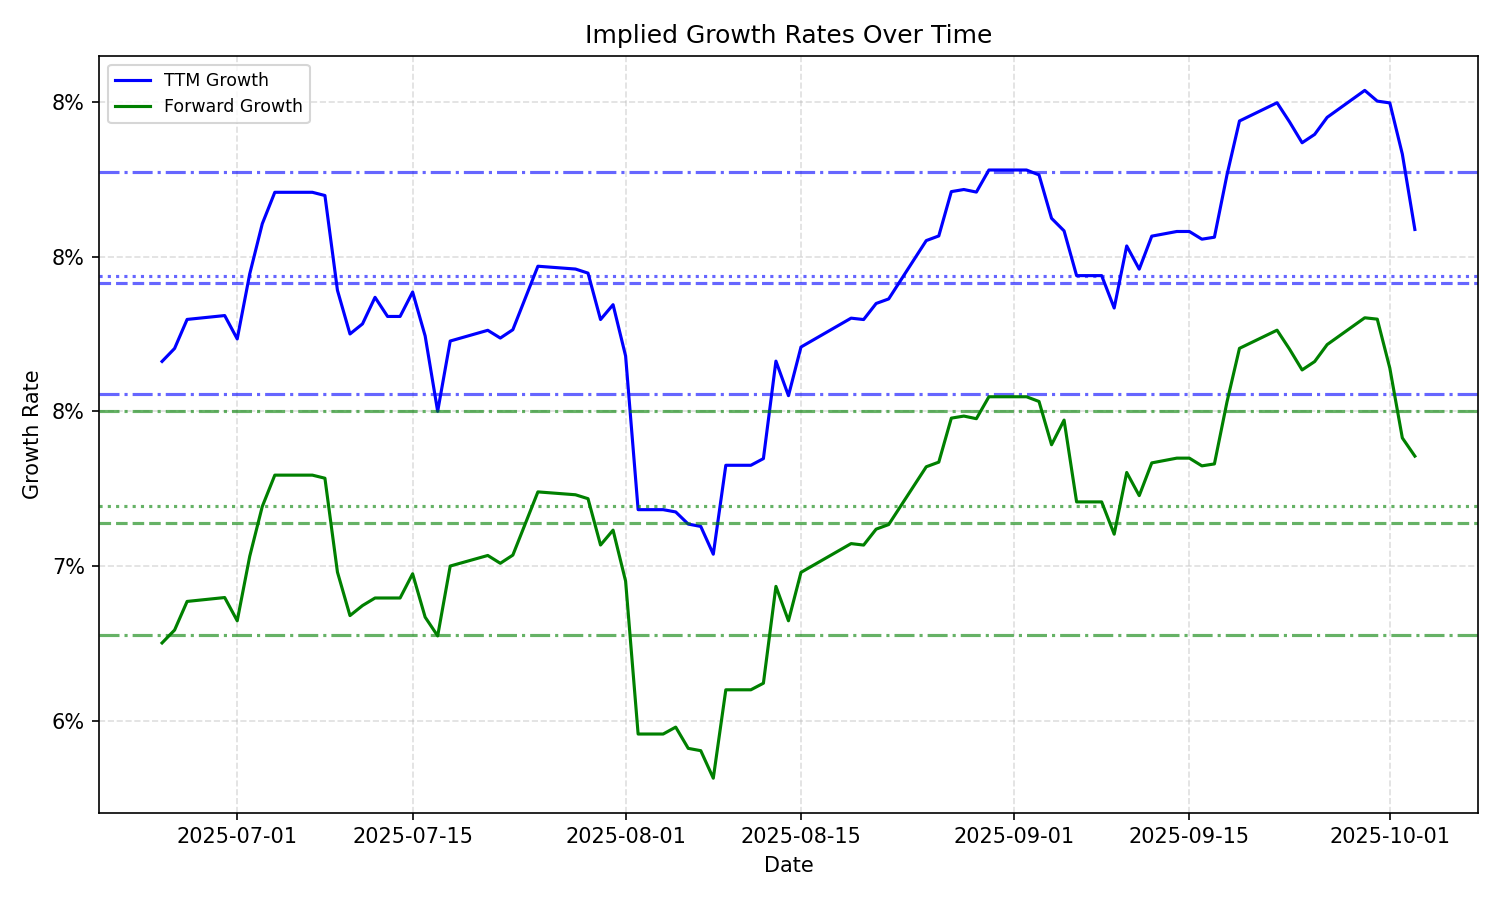 Implied Growth Rates Over Time
TTM Growth
Forward Growth
8%
8%
8%
7%
6%
Growth Rate
2025-07-01
2025-07-15
2025-08-01
2025-08-15
2025-09-01
2025-09-15
2025-10-01
Date